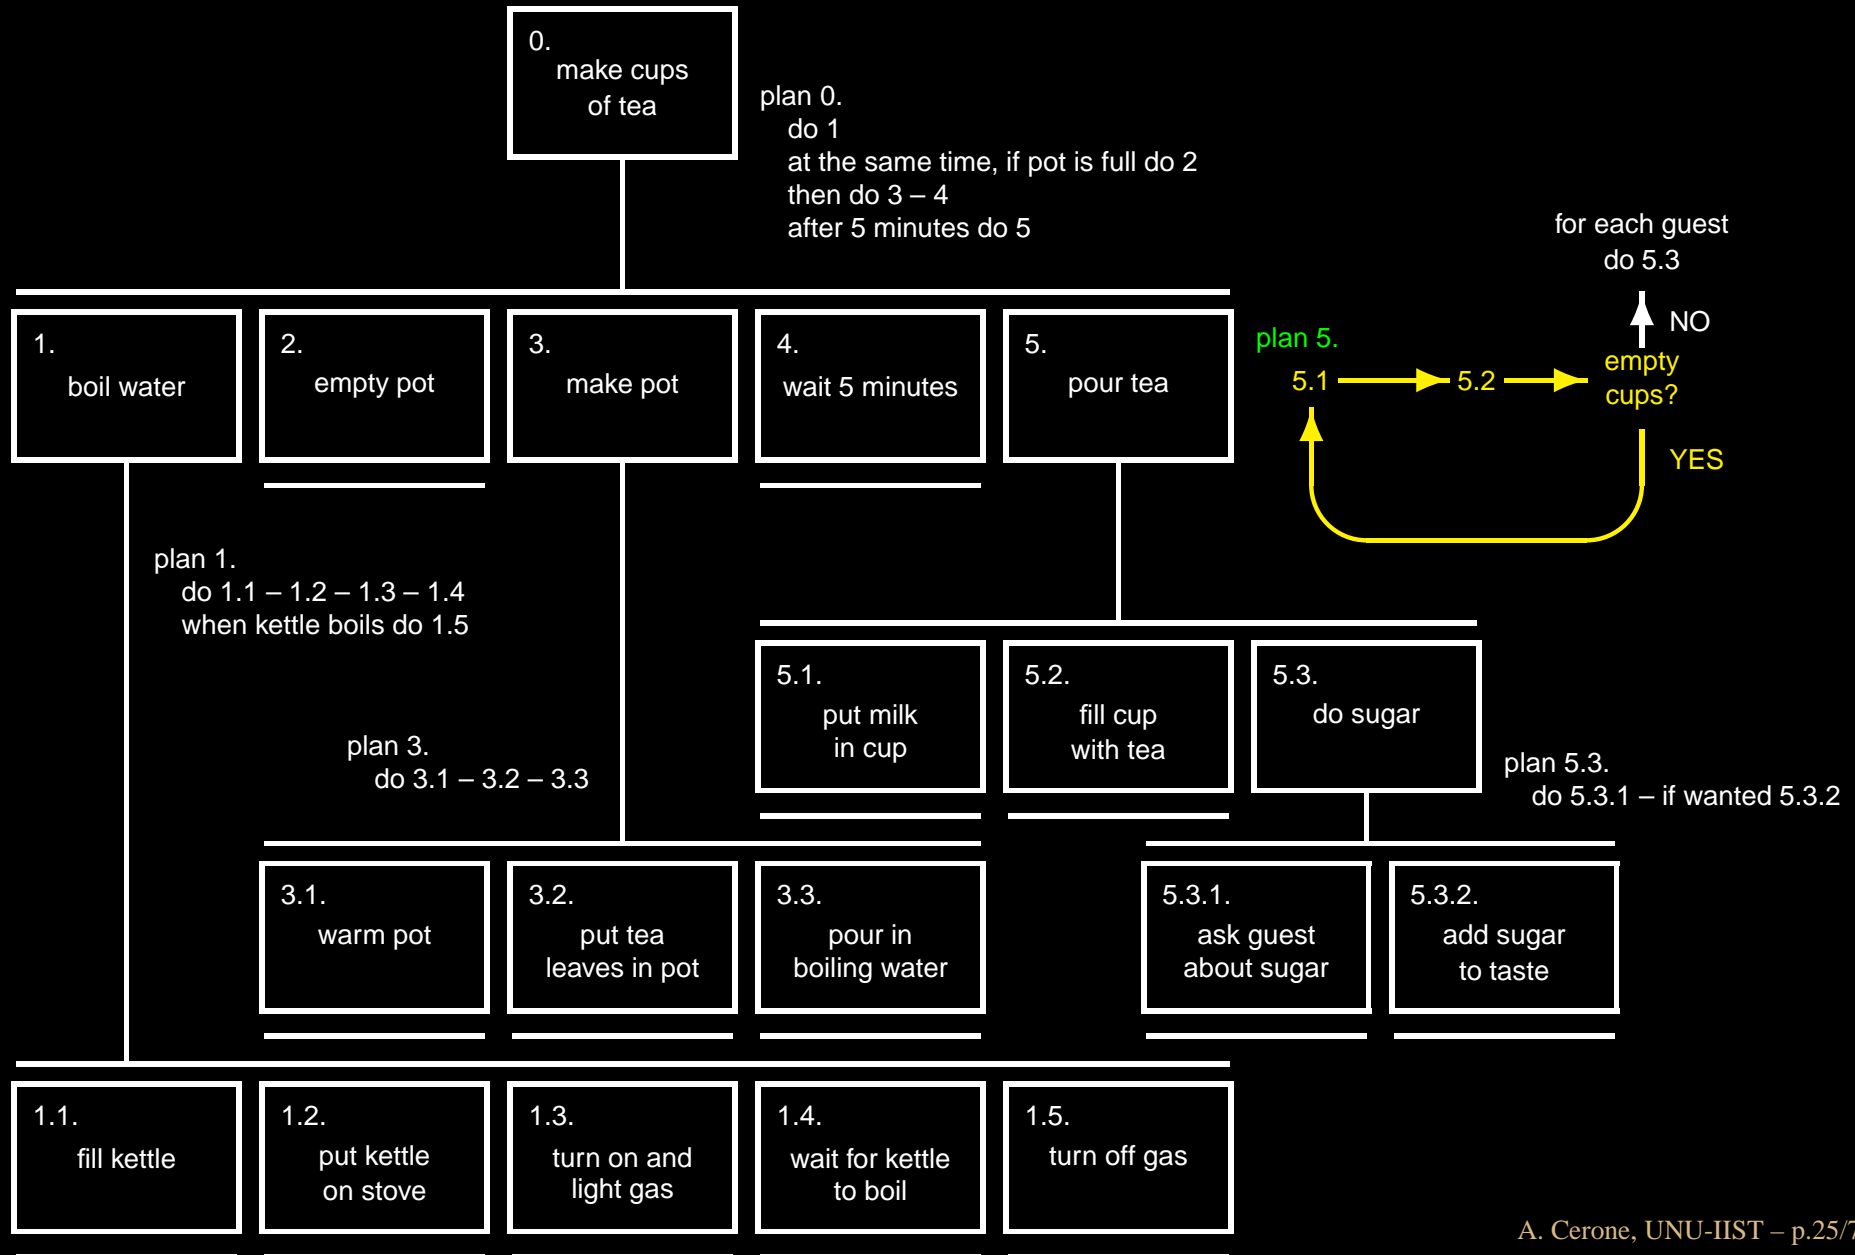 0.
make cups
of tea
plan 0.
do 1
at the same time, if pot is full do 2
then do 3 – 4
after 5 minutes do 5
1.
boil water
2.
empty pot
3.
make pot
4.
wait 5 minutes
5.
pour tea
plan 5.
5.1
5.2
empty
cups?
NO
for each guest
do 5.3
YES
plan 1.
do 1.1 – 1.2 – 1.3 – 1.4
when kettle boils do 1.5
plan 3.
do 3.1 – 3.2 – 3.3
5.1.
put milk
in cup
5.2.
fill cup
with tea
5.3.
do sugar
plan 5.3.
do 5.3.1 – if wanted 5.3.2
3.1.
warm pot
3.2.
put tea
leaves in pot
3.3.
pour in
boiling water
5.3.1.
ask guest
about sugar
5.3.2.
add sugar
to taste
1.1.
fill kettle
1.2.
put kettle
on stove
1.3.
turn on and
light gas
1.4.
wait for kettle
to boil
1.5.
turn off gas
A. Cerone, UNU-IIST – p.25/7